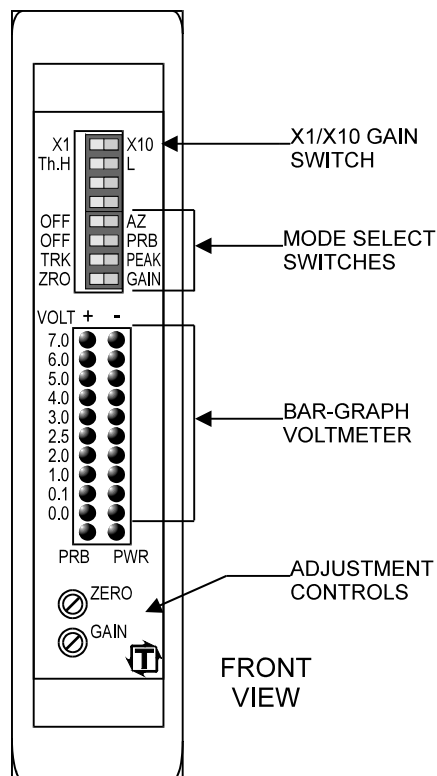 X1 X10
Th.H L
OFF AZ
OFF PRB
TRK PEAK
ZRO GAIN
X1/X10 GAIN
SWITCH
MODE SELECT
SWITCHES
VOLT + -
7.0
6.0
5.0
4.0
3.0
2.5
2.0
1.0
0.1
0.0
PRB PWR
BAR-GRAPH
VOLTMETER
ZERO
GAIN
T
ADJUSTMENT
CONTROLS
FRONT
VIEW